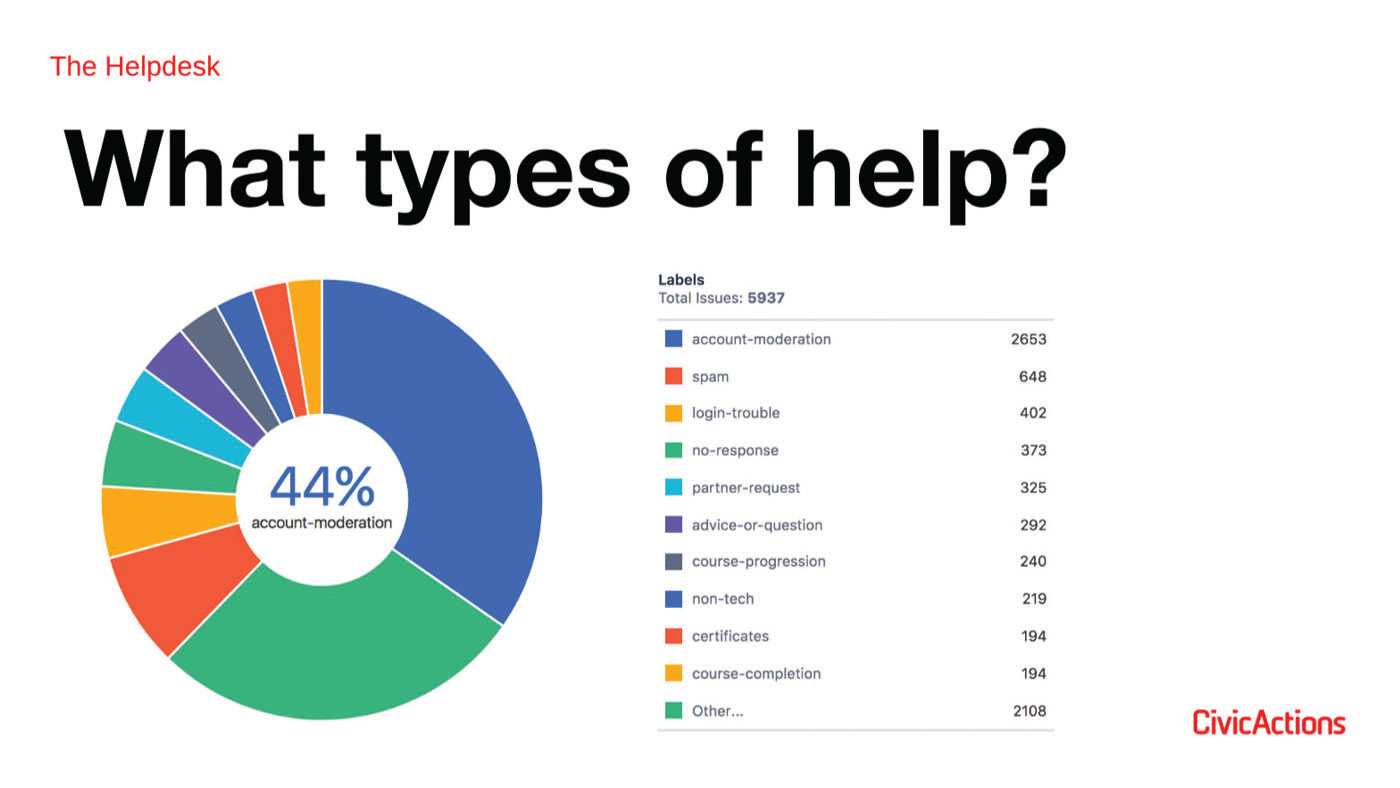 The Helpdesk
What types of help?
44%
account-moderation
Labels
Total Issues: 5937
account-moderation 2653
spam 648
login-trouble 402
no-response 373
partner-request 325
advice-or-question 292
course-progression 240
non-tech 219
certificates 194
course-completion 194
Other... 2108
CivicActions